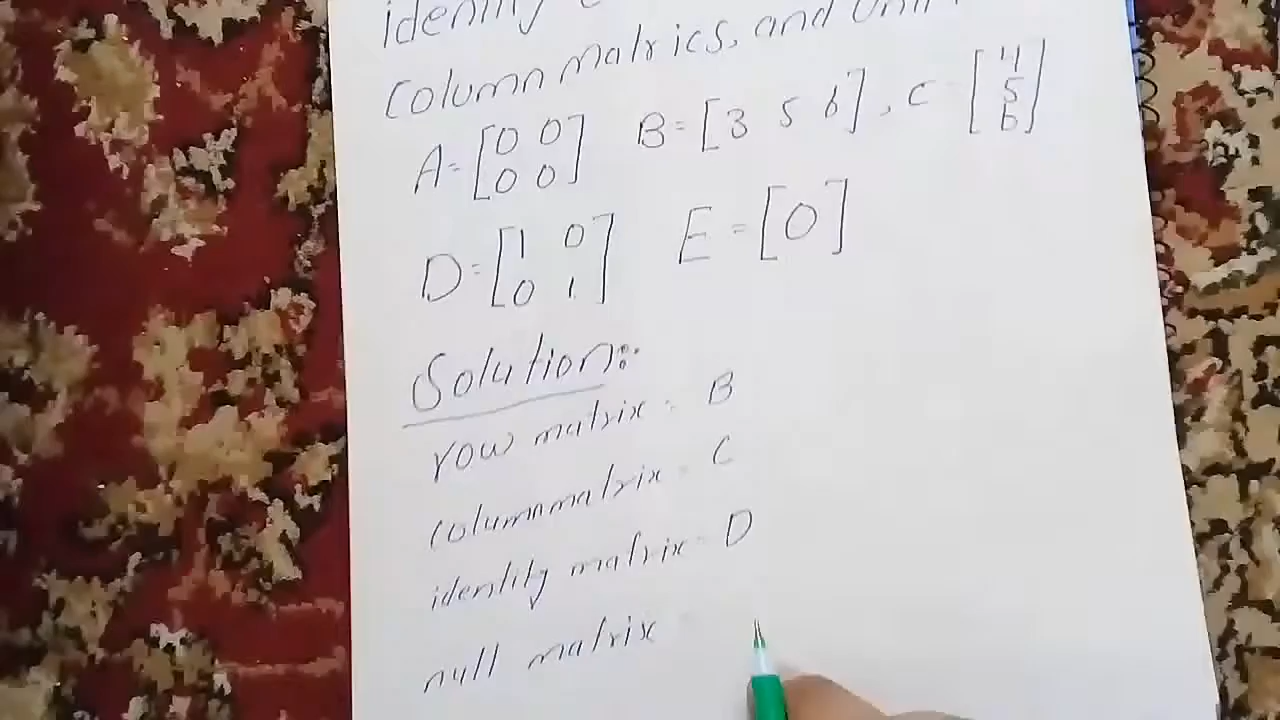 identity
column matrics, and
A = [0 0 0 0] B = [3 5 6], C = [4 5 6]
D = [1 0 0 1] E = [0]
Solution:
row matrix = B
column matrix = C
identity matrix = D
null matrix =